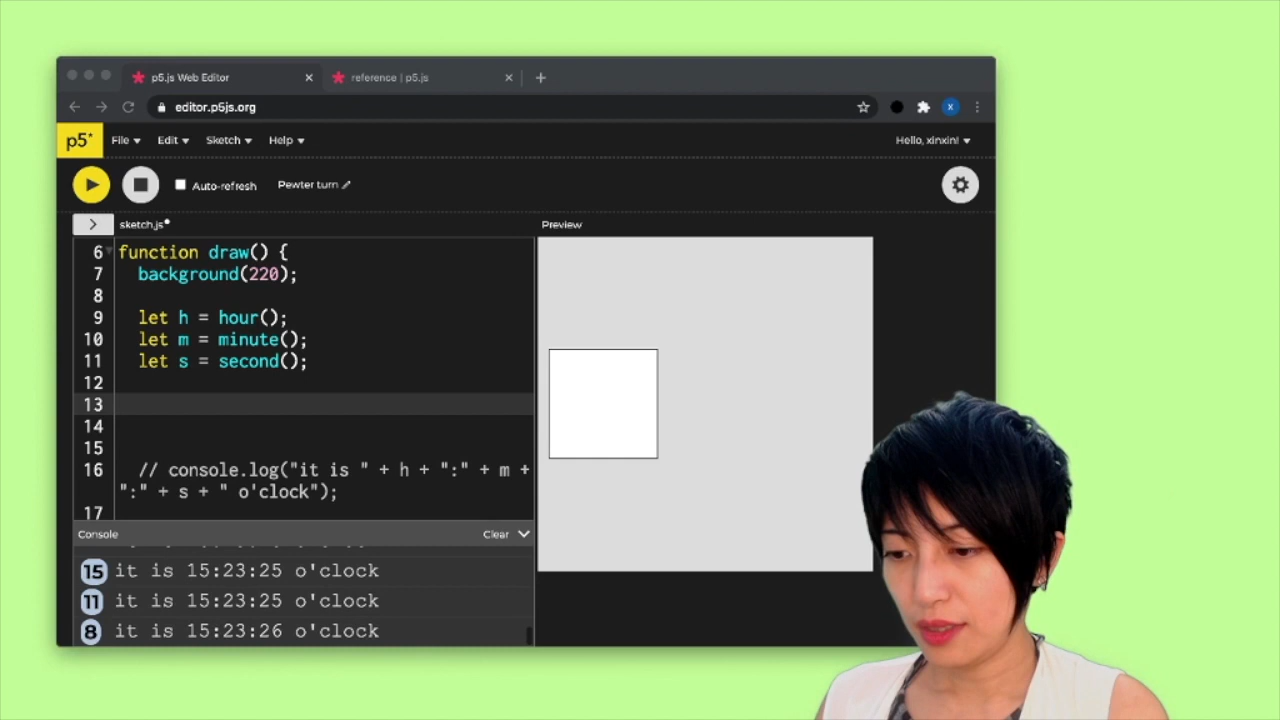 p5.js Web Editor
reference | p5.js
editor.p5js.org
X
p5*
File
Edit
Sketch
Help
Hello, xinxin!
Auto-refresh
Pewter turn
sketch.js
Preview
6 function draw() {
7 background(220);
8
9 let h = hour();
10 let m = minute();
11 let s = second();
12
13
14
15
16 // console.log("it is " + h + ":" + m +
":" + s + " o'clock");
17
Console
Clear
15 it is 15:23:25 o'clock
11 it is 15:23:25 o'clock
8 it is 15:23:26 o'clock